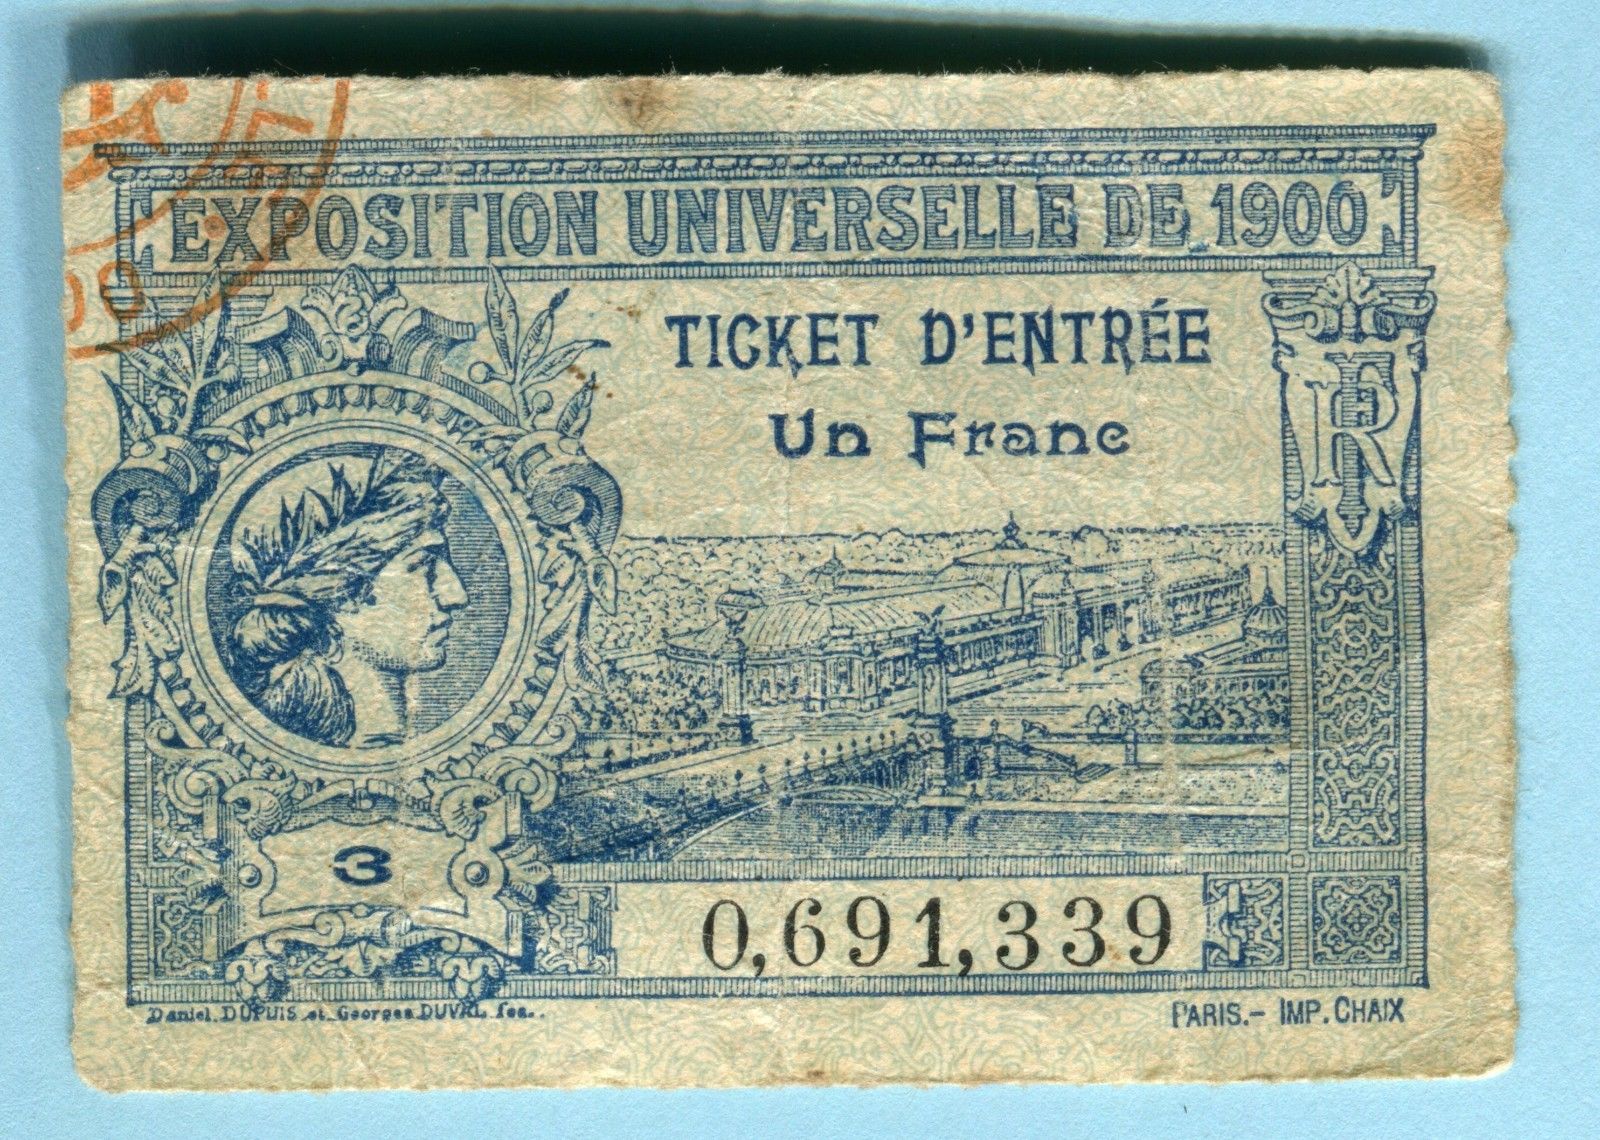 EXPOSITION UNIVERSELLE DE 1900
TICKET D'ENTRÉE
Un Franc
RF
3
0,691,339
Daniel DUPUIS et Georges DUVAL fec.
PARIS.- IMP. CHAIX